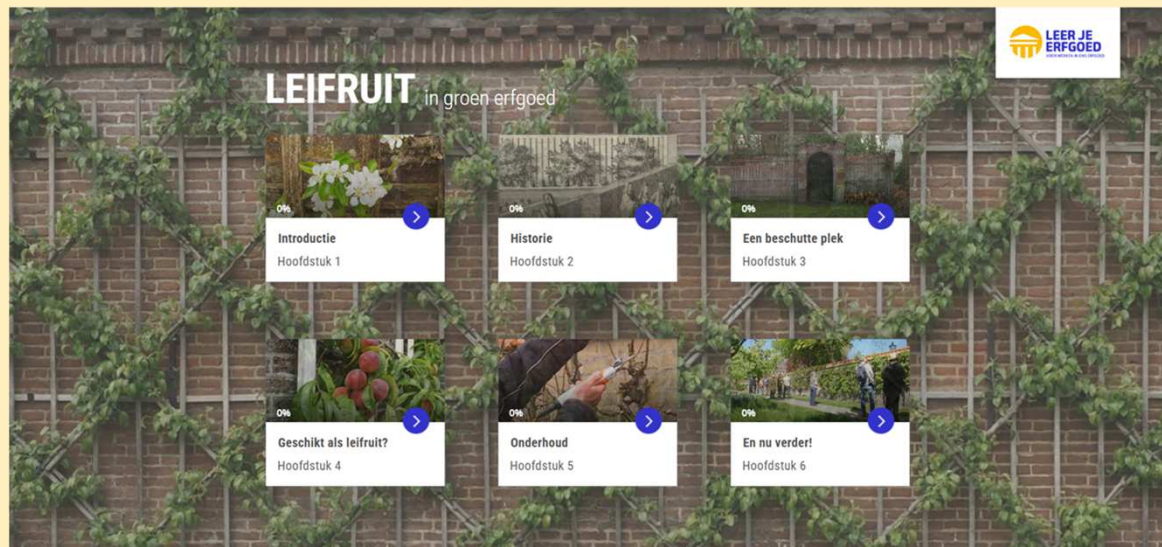 LEER JE
ERFGOED
LEIFRUIT in groen erfgoed
0%
Introductie
Hoofdstuk 1
0%
Historie
Hoofdstuk 2
0%
Een beschutte plek
Hoofdstuk 3
0%
Geschikt als leifruit?
Hoofdstuk 4
0%
Onderhoud
Hoofdstuk 5
0%
En nu verder!
Hoofdstuk 6